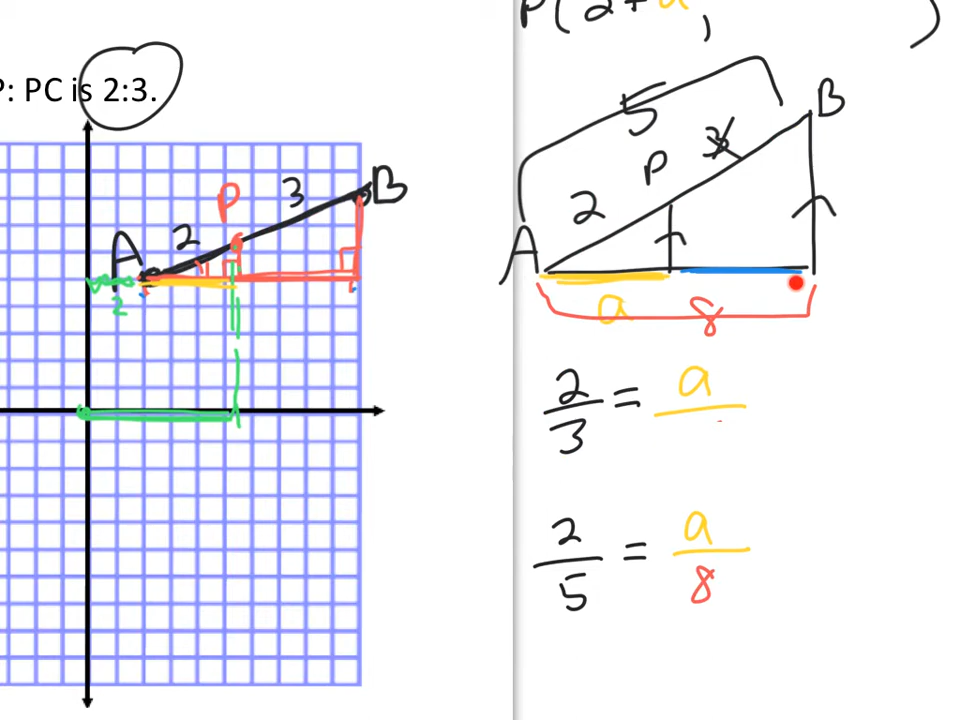 P: PC is 2:3.
A 2 P 3 B
2
P(2+a, )
5
A 2 P 3 B
a 8
2/3 = a/
2/5 = a/8